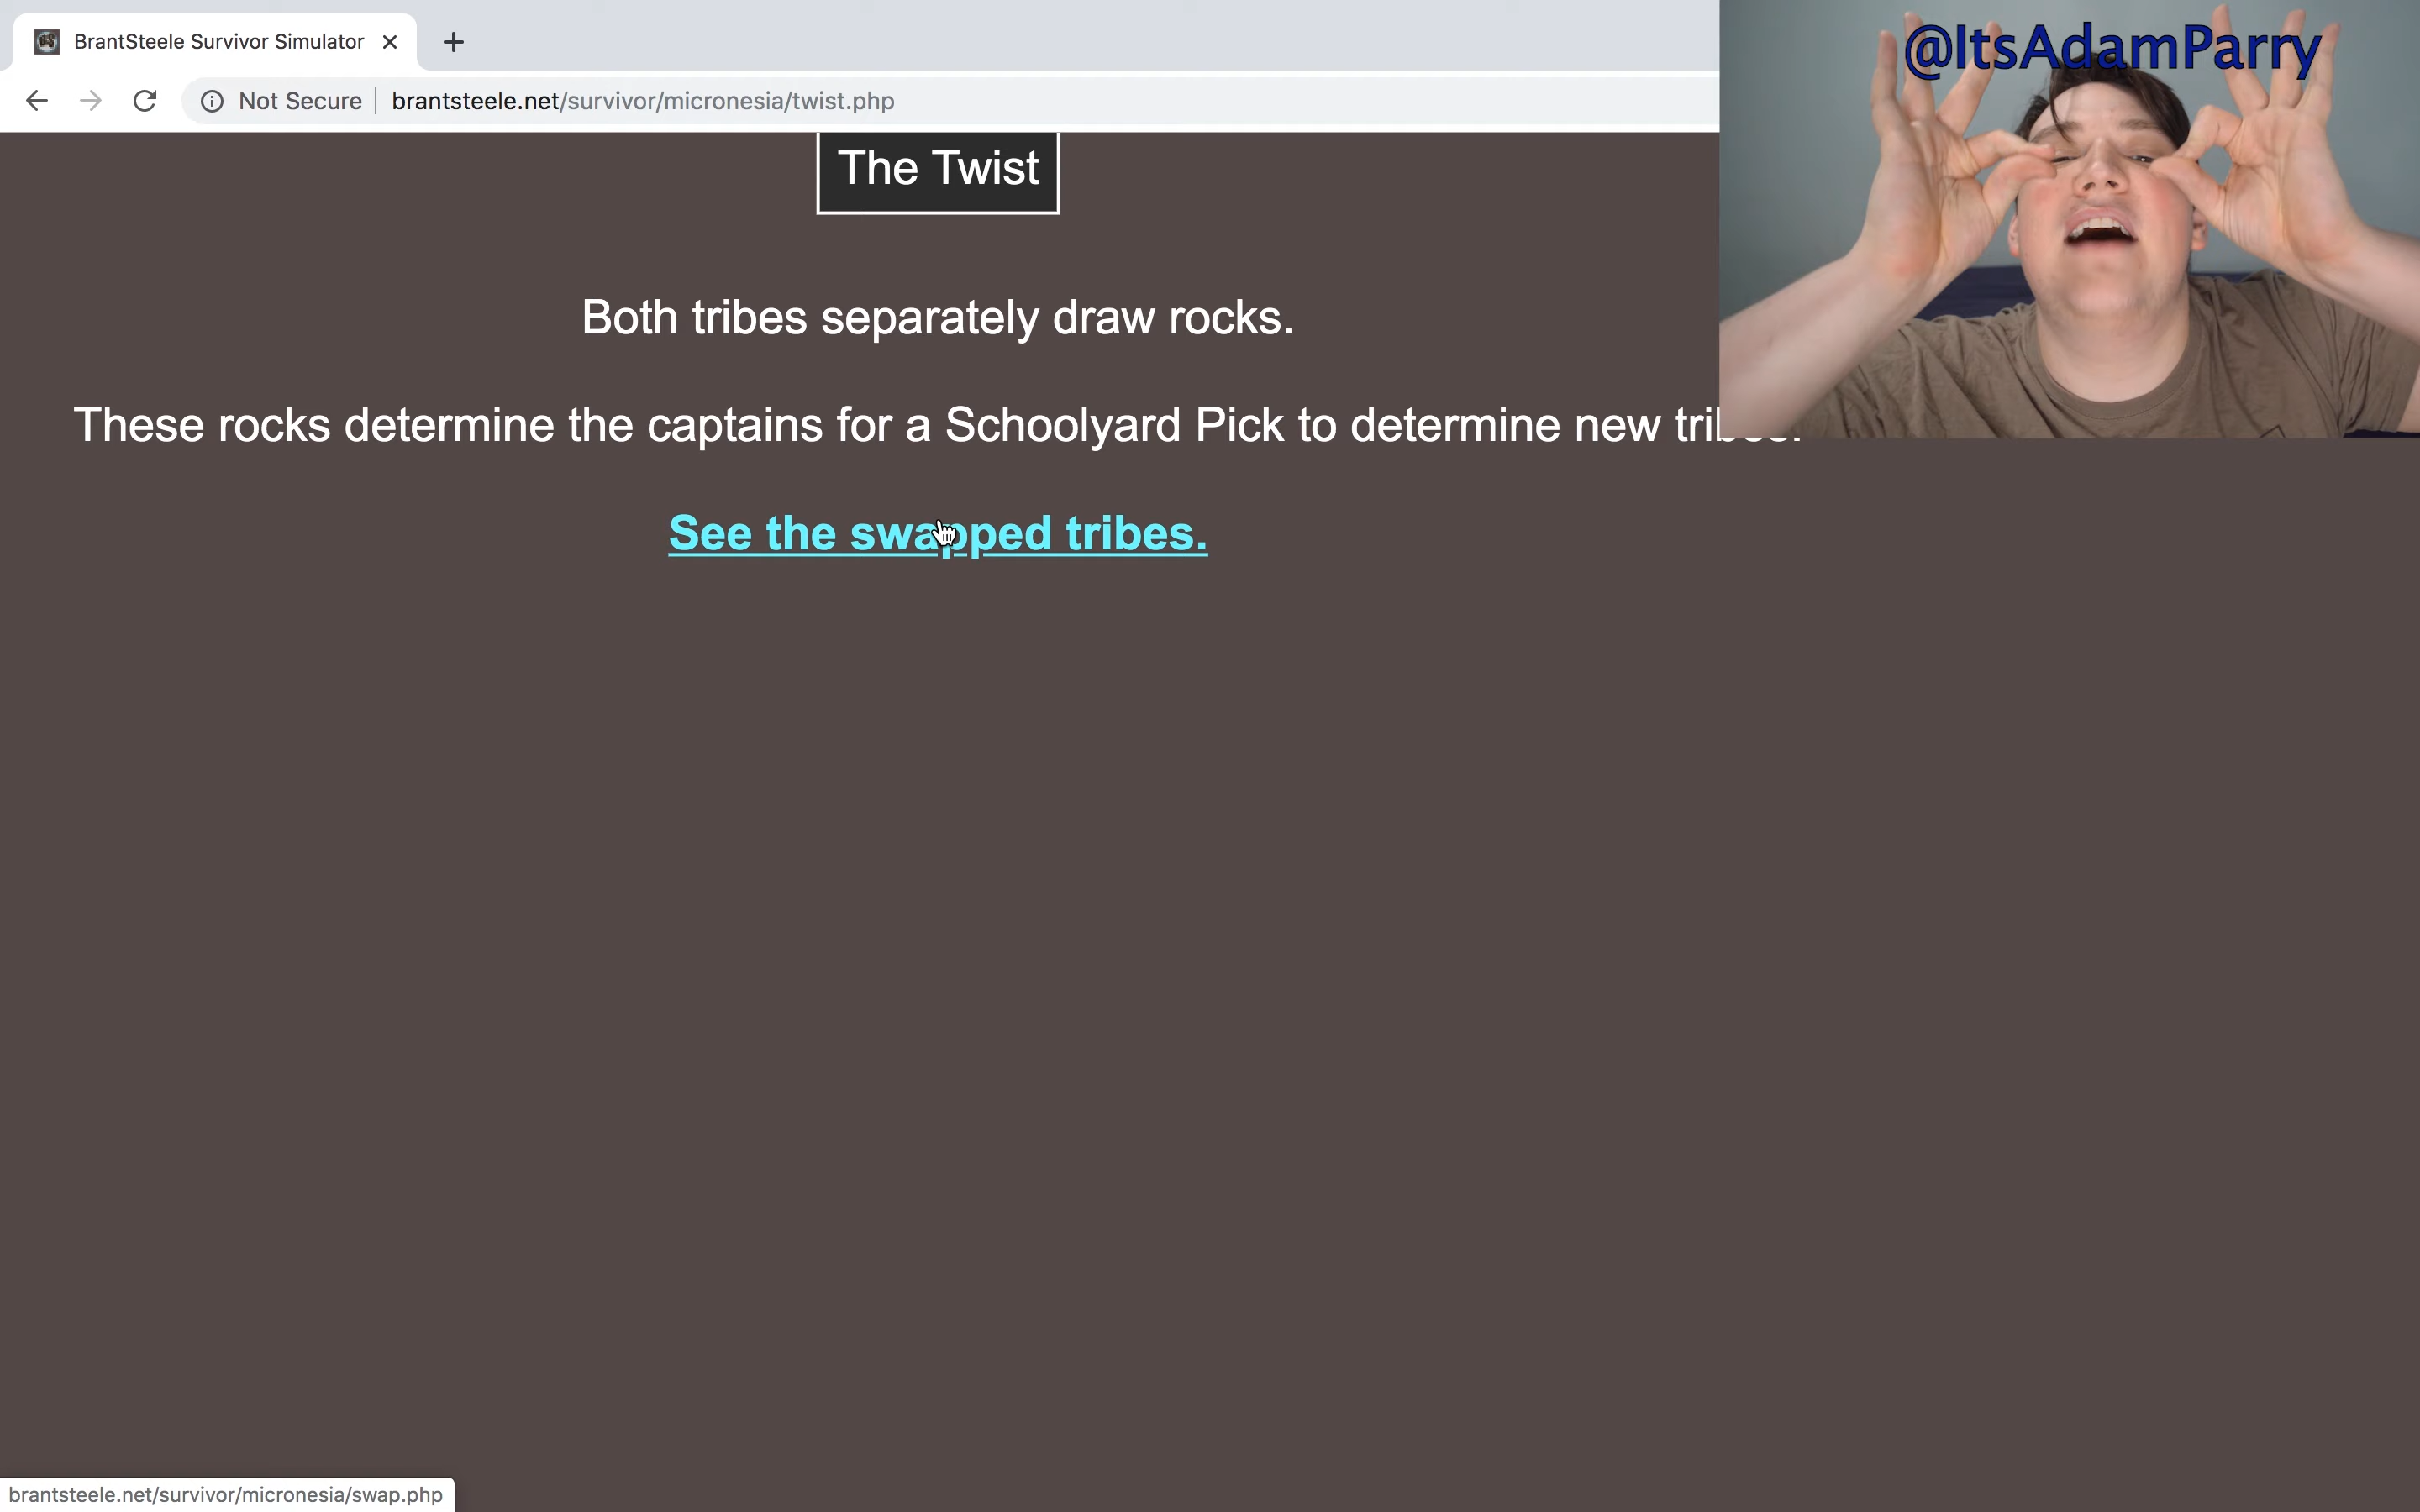 BrantSteele Survivor Simulator
@ItsAdamParry
Not Secure | brantsteele.net/survivor/micronesia/twist.php
The Twist
Both tribes separately draw rocks.
These rocks determine the captains for a Schoolyard Pick to determine new tribes.
See the swapped tribes.
brantsteele.net/survivor/micronesia/swap.php